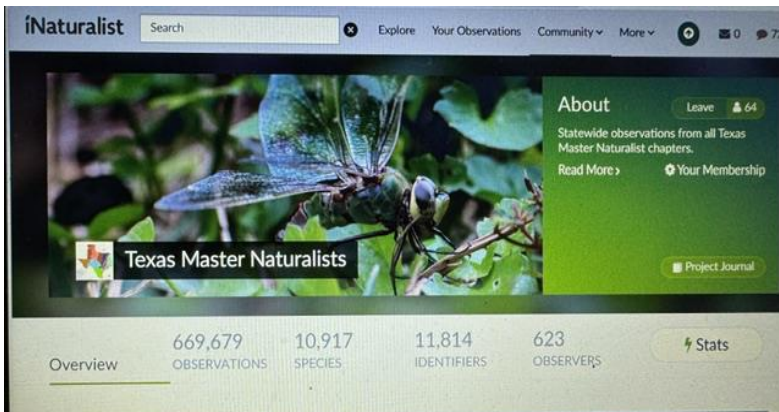 iNaturalist
Search
Explore
Your Observations
Community
More
0
About
Leave
64
Statewide observations from all Texas
Master Naturalist chapters.
Read More ›
Your Membership
Texas Master Naturalists
Project Journal
Overview
669,679
OBSERVATIONS
10,917
SPECIES
11,814
IDENTIFIERS
623
OBSERVERS
Stats